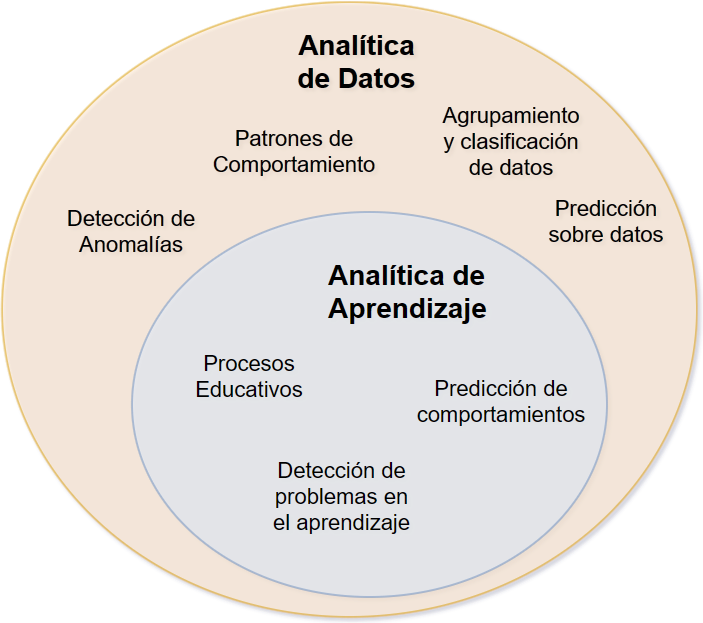 Analítica
de Datos
Patrones de
Comportamiento
Agrupamiento
y clasificación
de datos
Detección de
Anomalías
Predicción
sobre datos
Analítica de
Aprendizaje
Procesos
Educativos
Predicción de
comportamientos
Detección de
problemas en
el aprendizaje